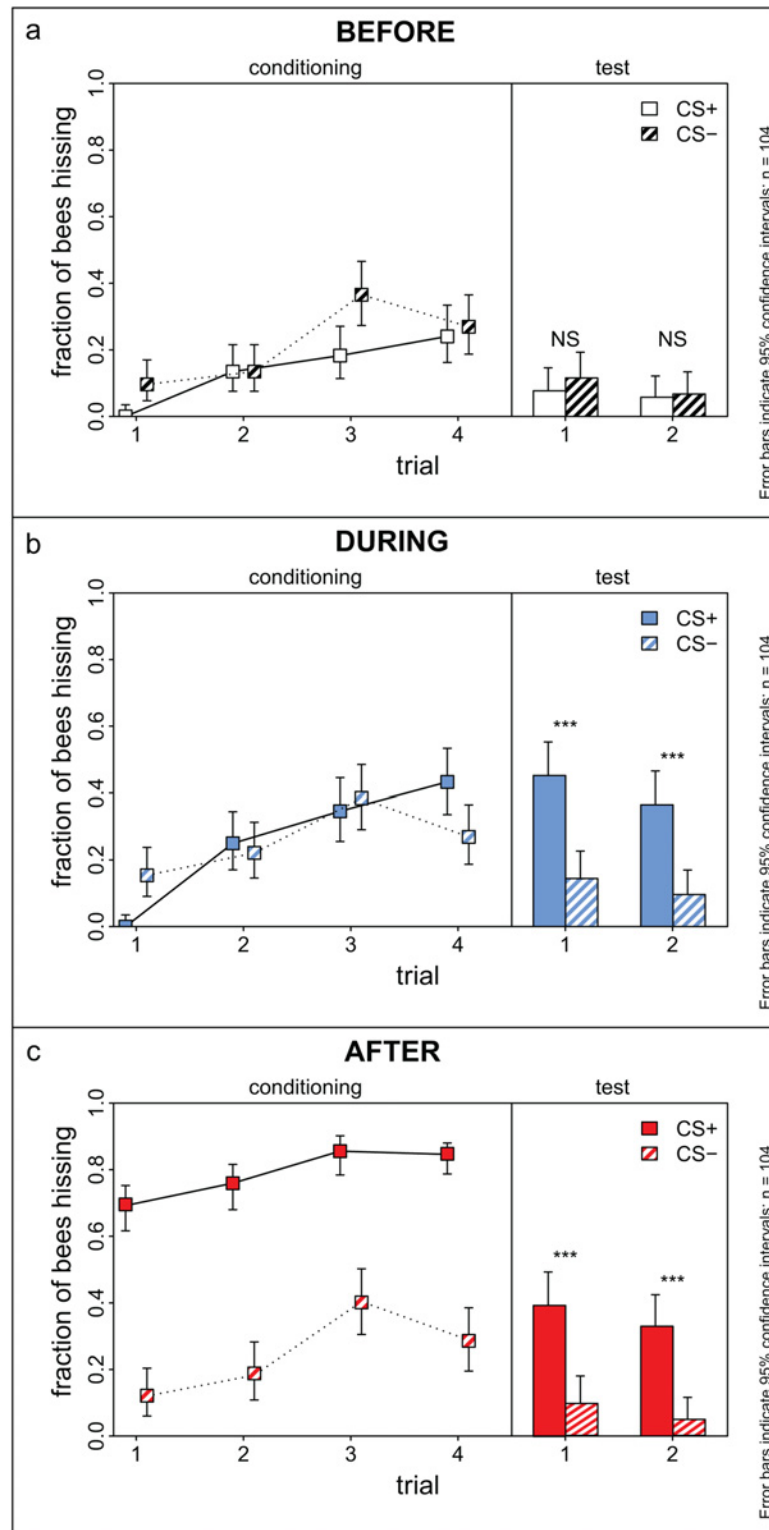 a
BEFORE
conditioning
test
fraction of bees hissing
0.0 0.2 0.4 0.6 0.8 1.0
CS+
CS−
NS
NS
1 2 3 4
1 2
trial
Error bars indicate 95% confidence intervals; n = 104
b
DURING
conditioning
test
fraction of bees hissing
0.0 0.2 0.4 0.6 0.8 1.0
CS+
CS−
***
***
1 2 3 4
1 2
trial
Error bars indicate 95% confidence intervals; n = 104
c
AFTER
conditioning
test
fraction of bees hissing
0.0 0.2 0.4 0.6 0.8 1.0
CS+
CS−
***
***
1 2 3 4
1 2
trial
Error bars indicate 95% confidence intervals; n = 104